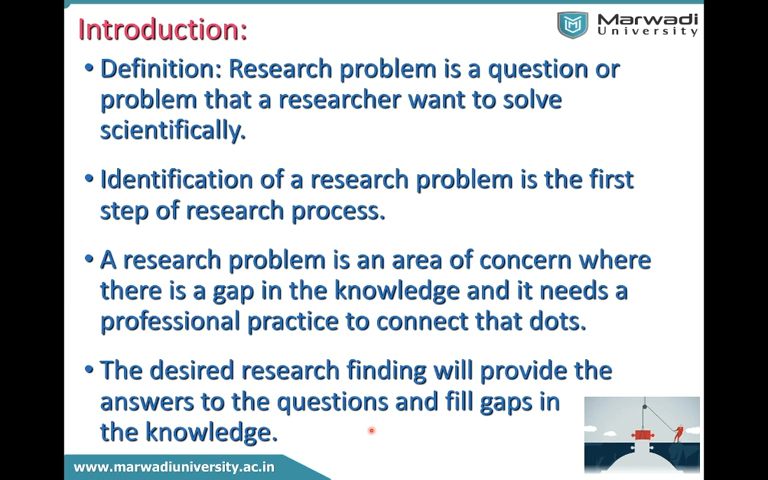 Introduction:
Marwadi
University
• Definition: Research problem is a question or
problem that a researcher want to solve
scientifically.
• Identification of a research problem is the first
step of research process.
• A research problem is an area of concern where
there is a gap in the knowledge and it needs a
professional practice to connect that dots.
• The desired research finding will provide the
answers to the questions and fill gaps in
the knowledge.
www.marwadiuniversity.ac.in